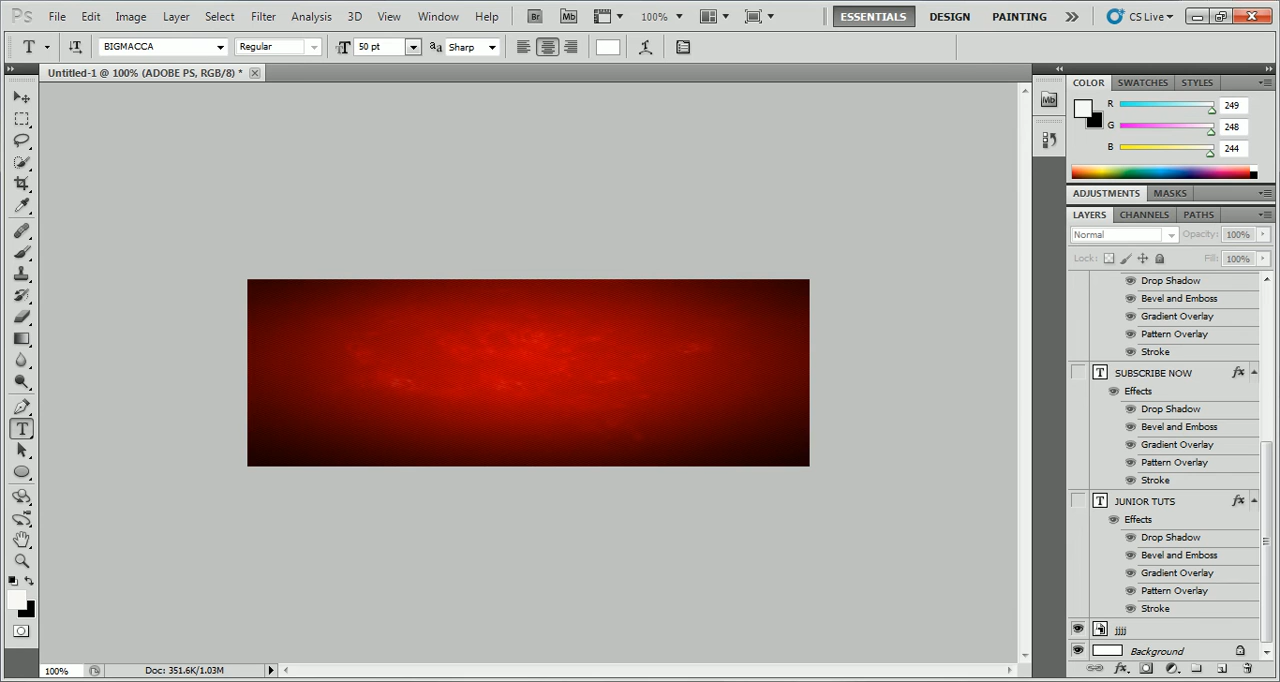 Ps File Edit Image Layer Select Filter Analysis 3D View Window Help Br Mb 100% ESSENTIALS DESIGN PAINTING CS Live
T BIGMACCA Regular 50 pt Sharp
Untitled-1 @ 100% (ADOBE PS, RGB/8) *
COLOR SWATCHES STYLES
Mb
R 249
G 248
B 244
ADJUSTMENTS MASKS
LAYERS CHANNELS PATHS
Normal Opacity: 100%
Lock: Fill: 100%
Drop Shadow
Bevel and Emboss
Gradient Overlay
Pattern Overlay
Stroke
T SUBSCRIBE NOW fx
Effects
Drop Shadow
Bevel and Emboss
Gradient Overlay
Pattern Overlay
Stroke
T JUNIOR TUTS fx
Effects
Drop Shadow
Bevel and Emboss
Gradient Overlay
Pattern Overlay
Stroke
jjjj
Background
100% Doc: 351.6K/1.03M
fx